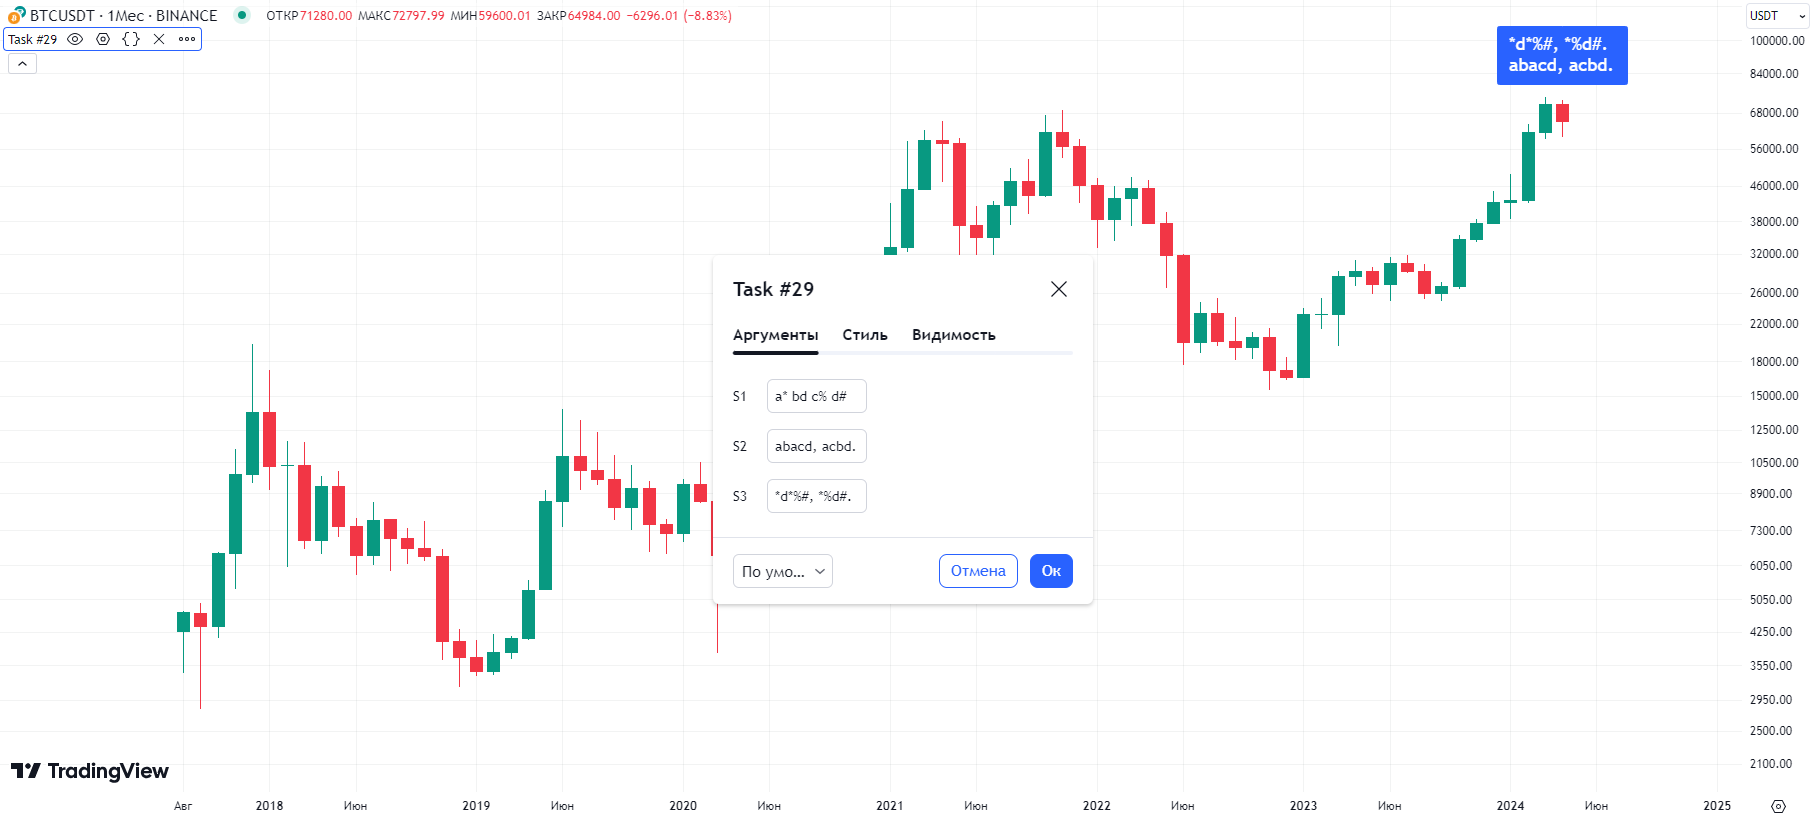 BTCUSDT · 1Мес · BINANCE ОТКР71280.00 МАКС72797.99 МИН59600.01 ЗАКР64984.00 −6296.01 (−8.83%)
USDT
Task #29
*d*%#, *%d#.
abacd, acbd.
100000.00
84000.00
68000.00
56000.00
46000.00
38000.00
32000.00
26000.00
22000.00
18000.00
15000.00
12500.00
10500.00
8900.00
7300.00
6050.00
5050.00
4250.00
3550.00
2950.00
2500.00
2100.00
Task #29
Аргументы Стиль Видимость
S1 a* bd c% d#
S2 abacd, acbd.
S3 *d*%#, *%d#.
По умо... Отмена Ок
TradingView
Авг 2018 Июн 2019 Июн 2020 Июн 2021 Июн 2022 Июн 2023 Июн 2024 Июн 2025